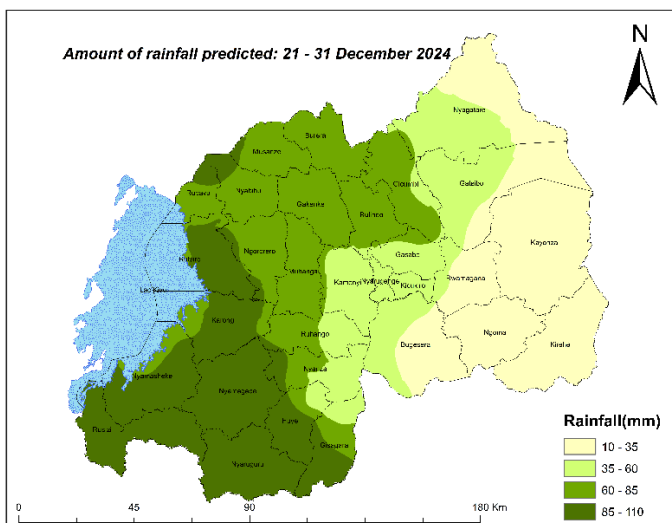 Amount of rainfall predicted: 21 - 31 December 2024
N
Nyagatare
Burera
Musanze
Gicumbi
Gatsibo
Rubavu
Nyabihu
Gakenke
Rulindo
Kayonza
Rutsiro
Ngororero
Gasabo
Muhanga
Kamonyi
Nyarugenge
Rwamagana
Lac Kivu
Kicukiro
Karongi
Ruhango
Ngoma
Kirehe
Bugesera
Nyanza
Nyamasheke
Nyamagabe
Huye
Rusizi
Gisagara
Nyaruguru
Rainfall(mm)
10 - 35
35 - 60
60 - 85
85 - 110
0 45 90 180 Km